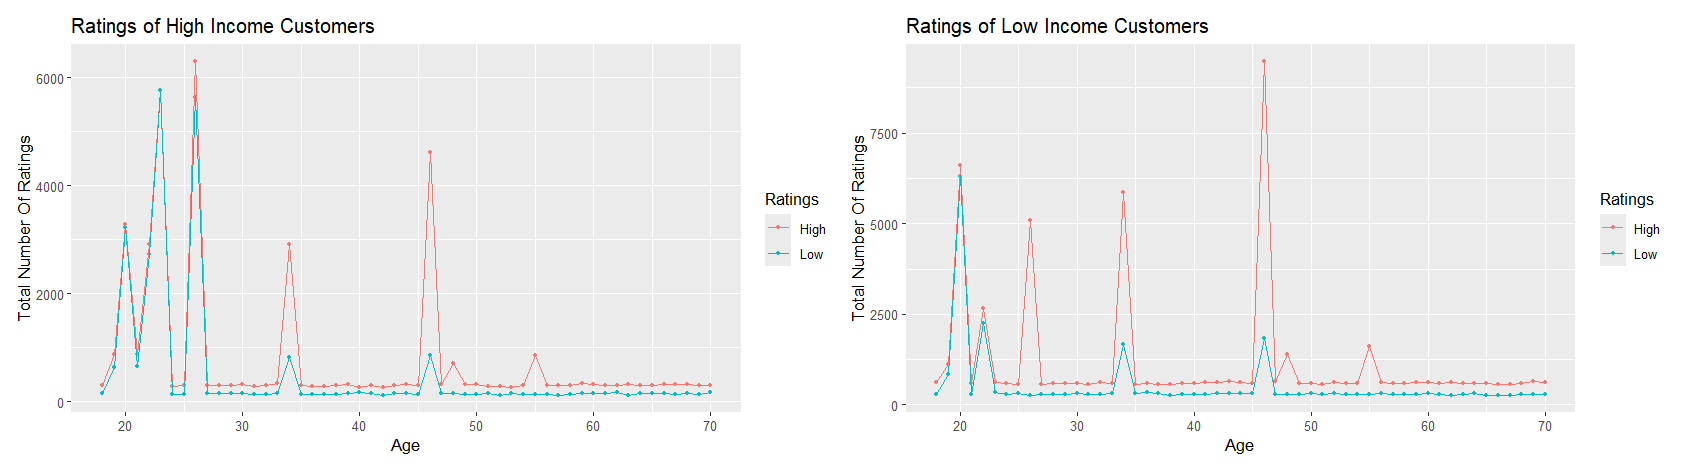 Ratings of High Income Customers
Total Number Of Ratings
6000
4000
2000
0
20 30 40 50 60 70
Age
Ratings
High
Low
Ratings of Low Income Customers
Total Number Of Ratings
7500
5000
2500
0
20 30 40 50 60 70
Age
Ratings
High
Low